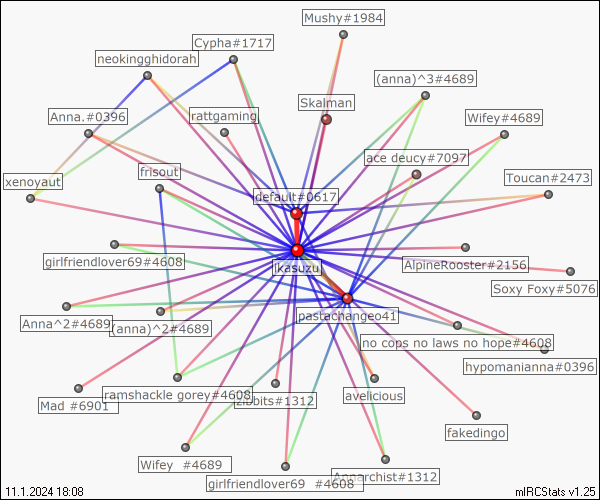 Mushy#1984
Cypha#1717
neokingghidorah
(anna)^3#4689
Skalman
Anna.#0396
rattgaming
Wifey#4689
ace deucy#7097
frisout
xenoyaut
Toucan#2473
default#0617
girlfriendlover69#4608
[kasuzu]
AlpineRooster#2156
Soxy Foxy#5076
pastachangeo41
Anna^2#4689
(anna)^2#4689
no cops no laws no hope#4608
hypomanianna#0396
ramshackle gorey#4608
zibbits#1312
avelicious
Mad #6901
fakedingo
Wifey #4689
girlfriendlover69 #4608
Annarchist#1312
11.1.2024 18:08
mIRCStats v1.25